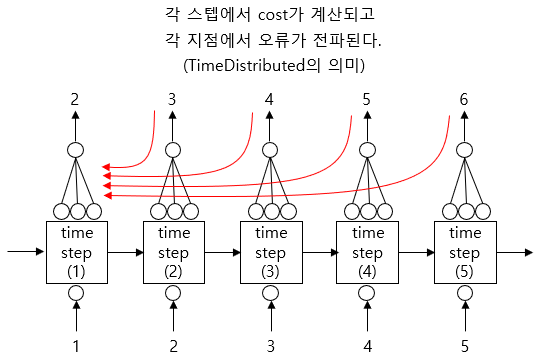 각 스텝에서 cost가 계산되고
각 지점에서 오류가 전파된다.
(TimeDistributed의 의미)
2 3 4 5 6
time time time time time
step step step step step
(1) (2) (3) (4) (5)
1 2 3 4 5